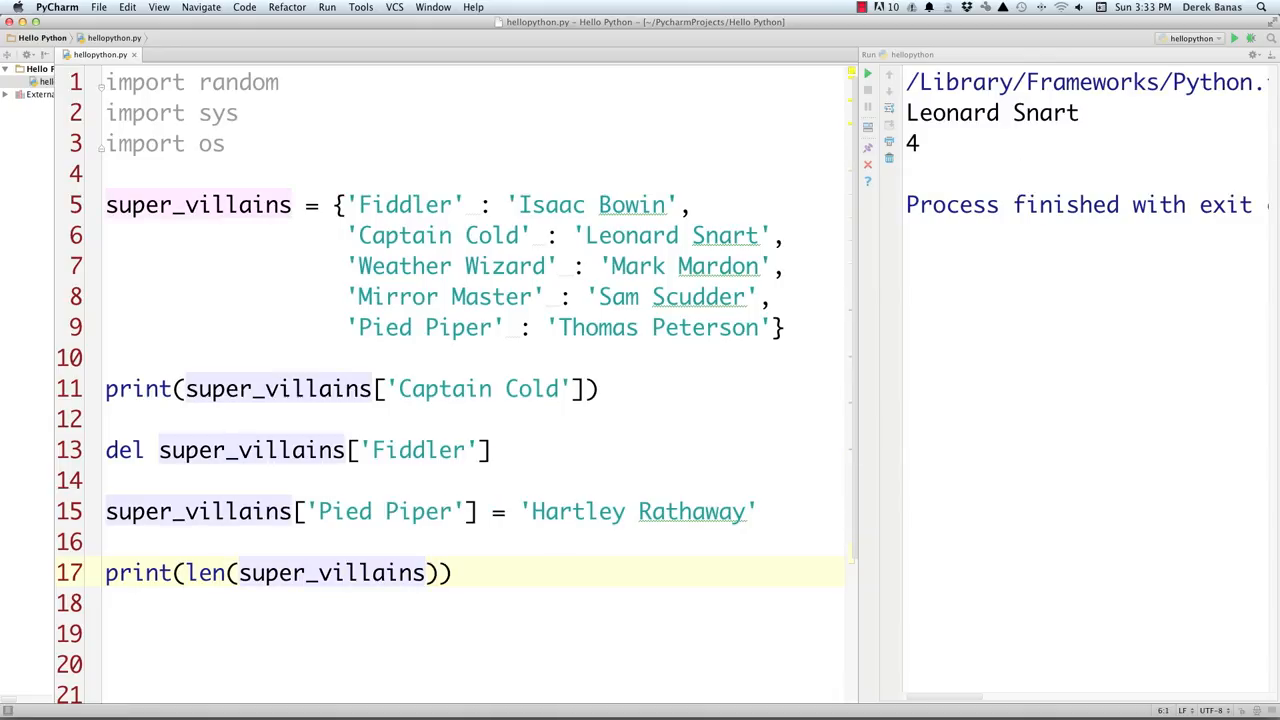 PyCharm File Edit View Navigate Code Refactor Run Tools VCS Window Help 10 Sun 3:33 PM Derek Banas
hellopython.py - Hello Python - [~/PycharmProjects/Hello Python]
Hello Python hellopython.py hellopython
hellopython.py Run hellopython
Hello P
hello
Extern
1 import random
2 import sys
3 import os
4
5 super_villains = {'Fiddler' : 'Isaac Bowin',
6 'Captain Cold' : 'Leonard Snart',
7 'Weather Wizard' : 'Mark Mardon',
8 'Mirror Master' : 'Sam Scudder',
9 'Pied Piper' : 'Thomas Peterson'}
10
11 print(super_villains['Captain Cold'])
12
13 del super_villains['Fiddler']
14
15 super_villains['Pied Piper'] = 'Hartley Rathaway'
16
17 print(len(super_villains))
18
19
20
21
/Library/Frameworks/Python.
Leonard Snart
4
Process finished with exit
6:1 LF UTF-8